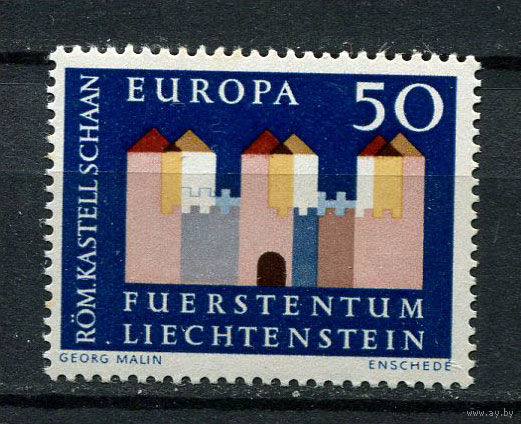 EUROPA 50
RÖM. KASTELL SCHAAN
FUERSTENTUM
LIECHTENSTEIN
GEORG MALIN ENSCHEDE
www.ay.by